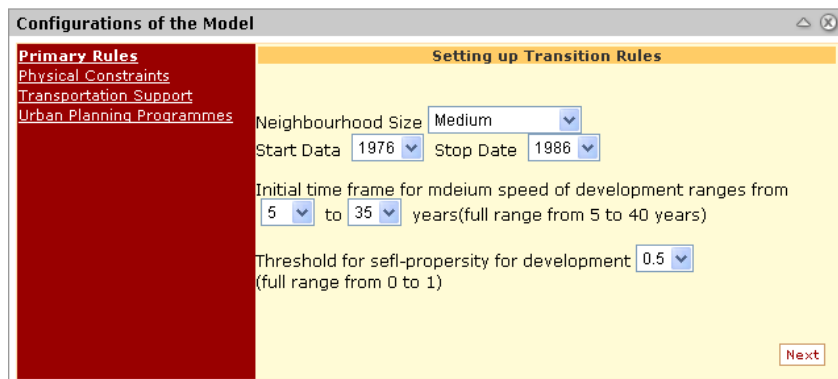 Configurations of the Model
Primary Rules
Physical Constraints
Transportation Support
Urban Planning Programmes
Setting up Transition Rules
Neighbourhood Size Medium
Start Data 1976 Stop Date 1986
Initial time frame for mdeium speed of development ranges from
5 to 35 years(full range from 5 to 40 years)
Threshold for sefl-propersity for development 0.5
(full range from 0 to 1)
Next